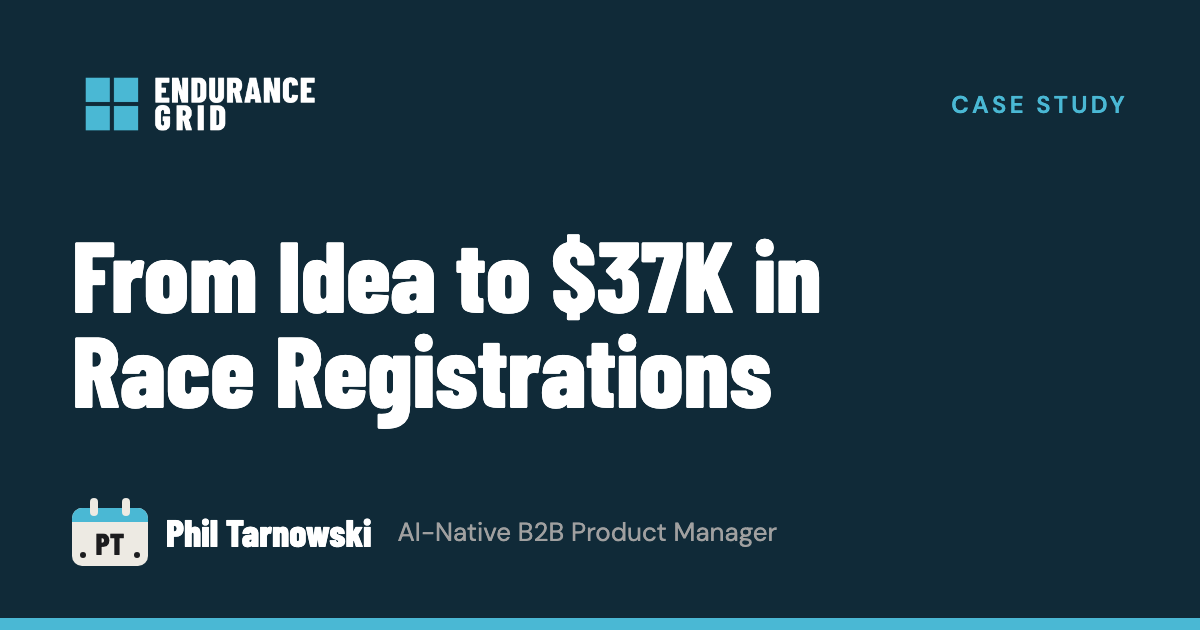 ENDURANCE
GRID
CASE STUDY
From Idea to $37K in
Race Registrations
PT
Phil Tarnowski
AI-Native B2B Product Manager